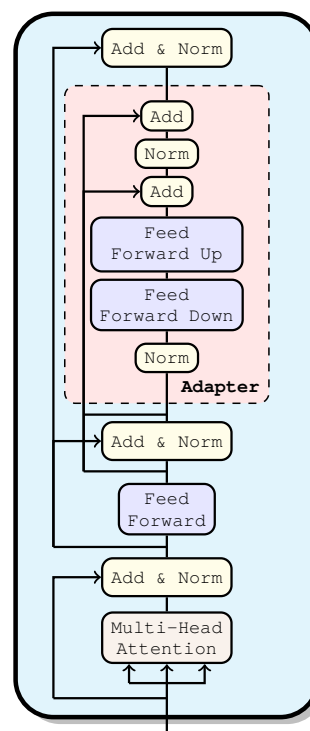 Add & Norm
Add
Norm
Add
Feed
Forward Up
Feed
Forward Down
Norm
Adapter
Add & Norm
Feed
Forward
Add & Norm
Multi-Head
Attention